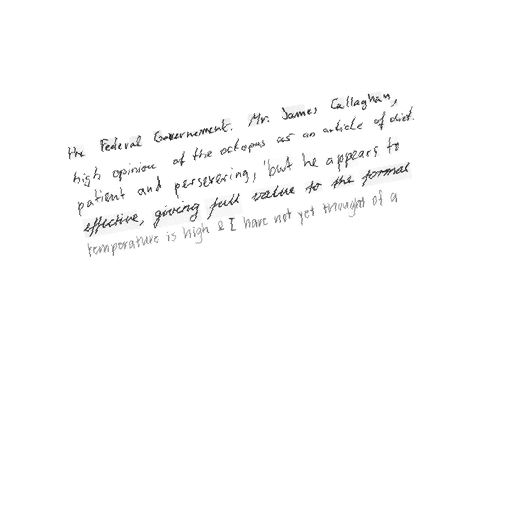 the Federal Government. Mr. James Callaghan,
high opinion of the octopus as an article of diet.
patient and persevering, 'but he appears to
effective, giving full value to the formal
temperature is high & I have not yet thought of a